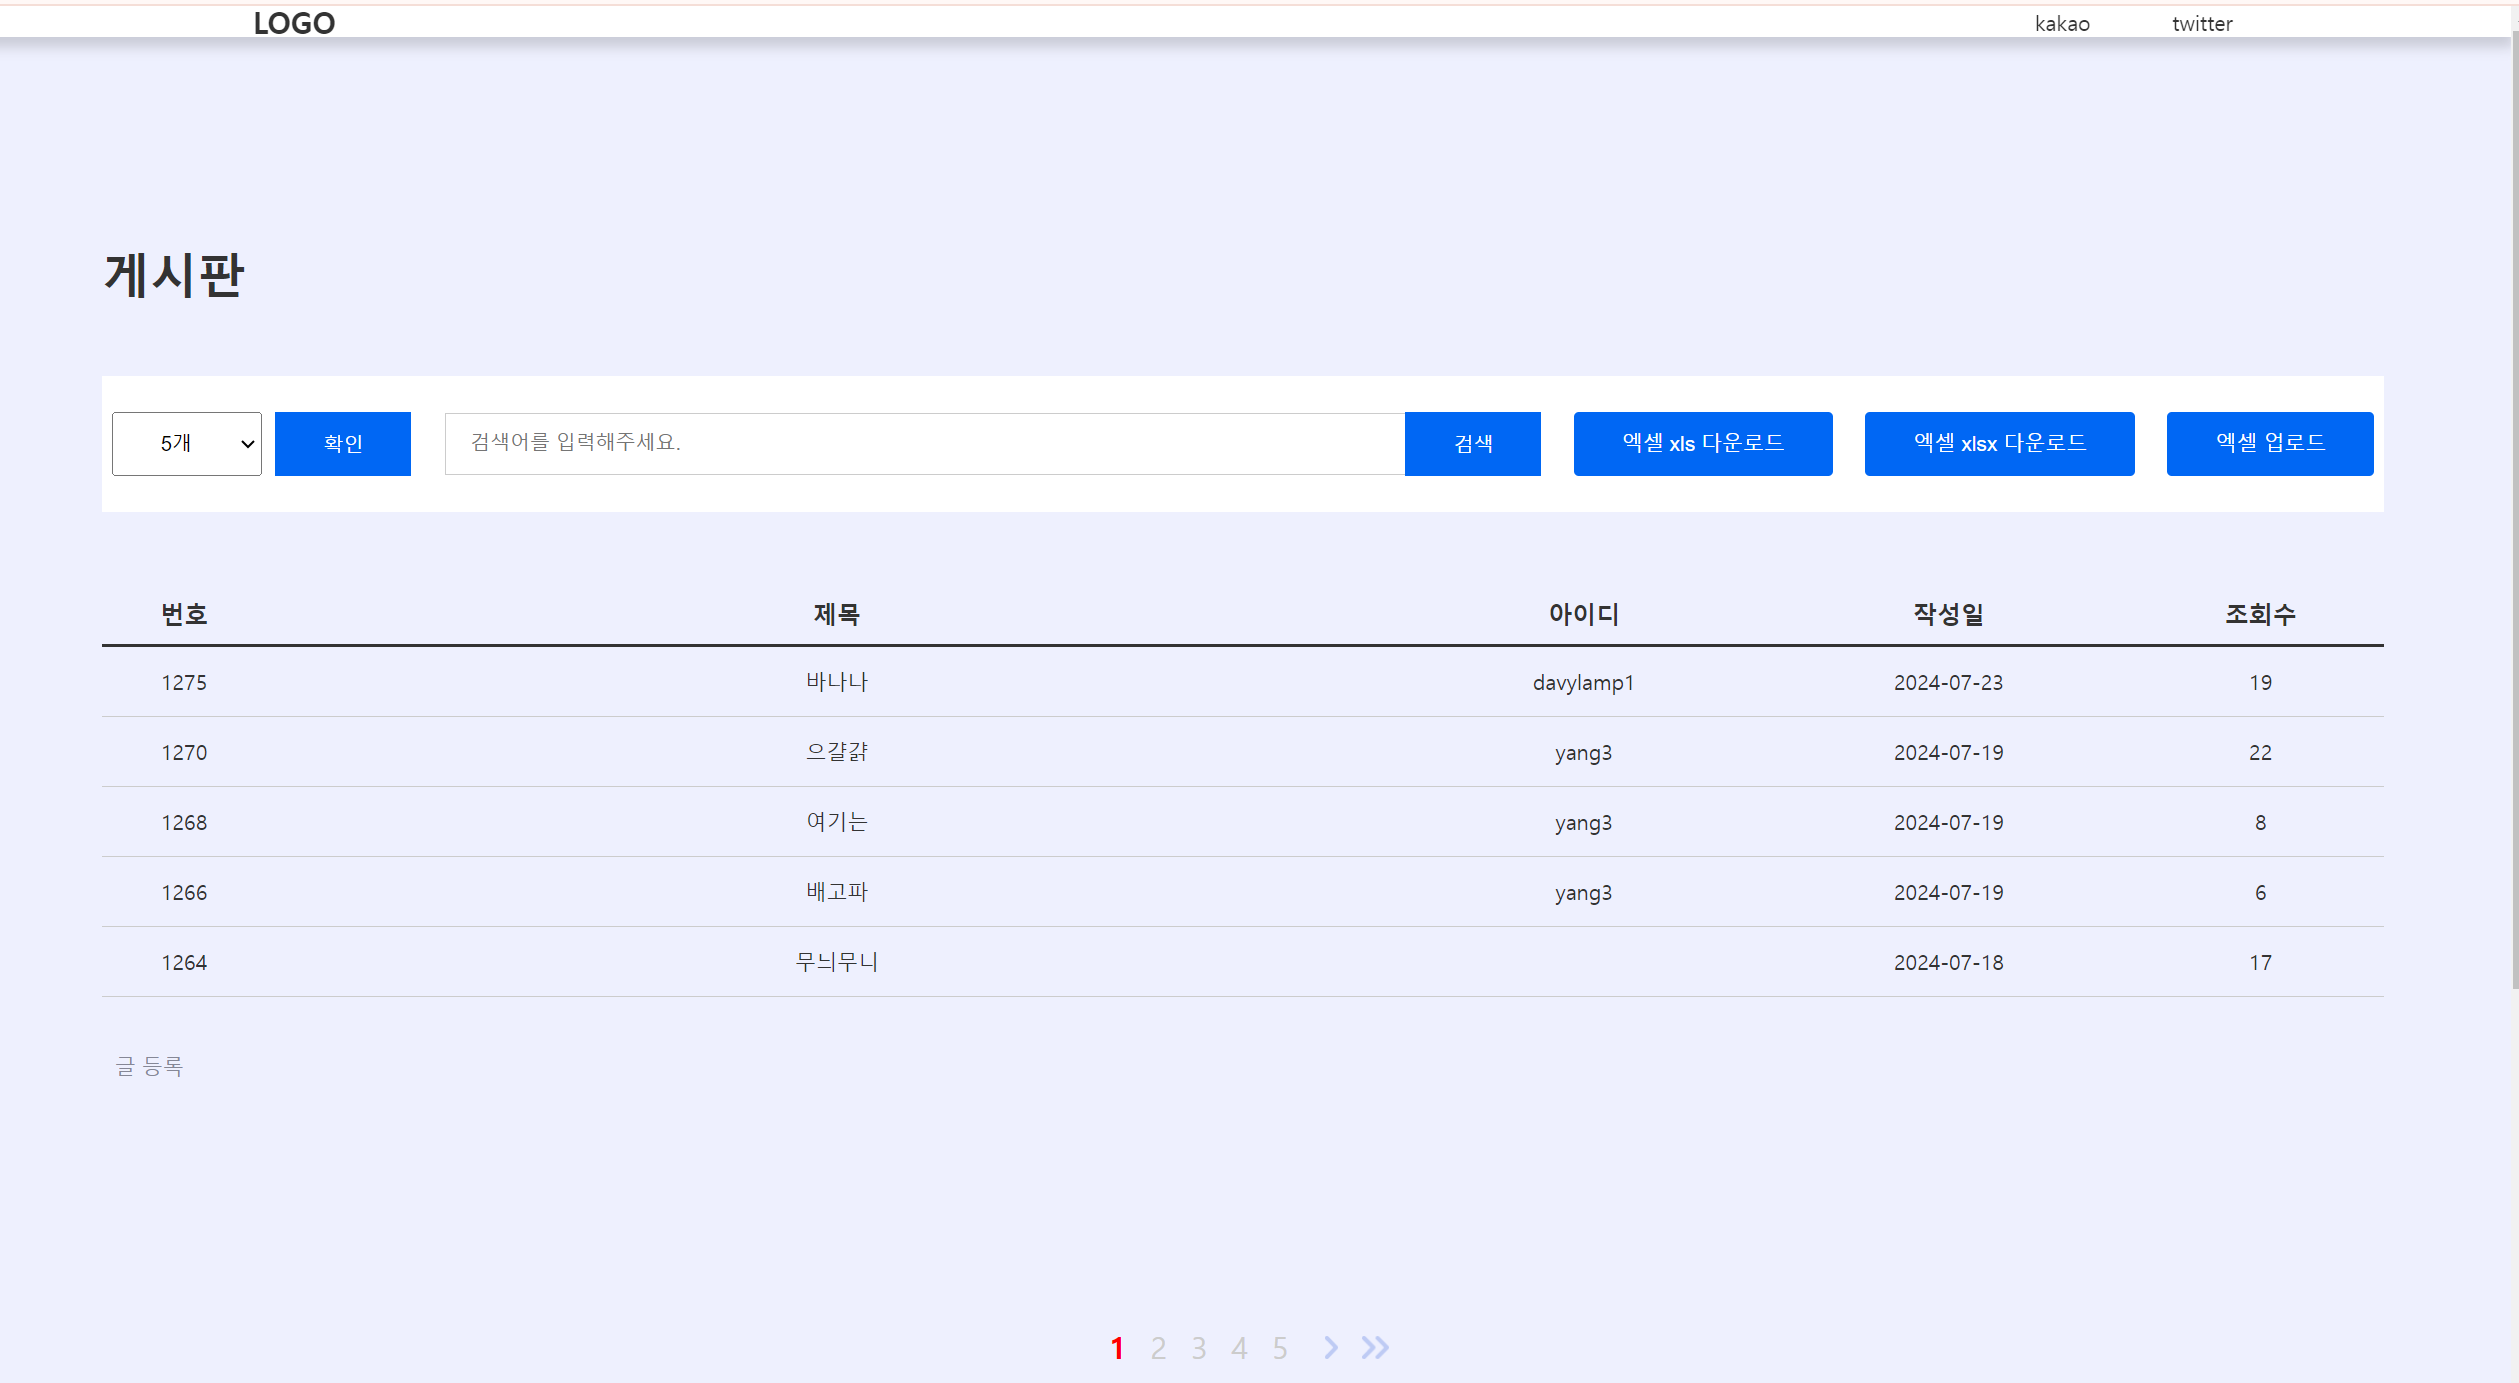 LOGO kakao twitter
게시판
5개 확인 검색어를 입력해주세요. 검색 엑셀 xls 다운로드 엑셀 xlsx 다운로드 엑셀 업로드
번호 제목 아이디 작성일 조회수
1275 바나나 davylamp1 2024-07-23 19
1270 으걀걁 yang3 2024-07-19 22
1268 여기는 yang3 2024-07-19 8
1266 배고파 yang3 2024-07-19 6
1264 무늬무니 2024-07-18 17
글 등록
1 2 3 4 5